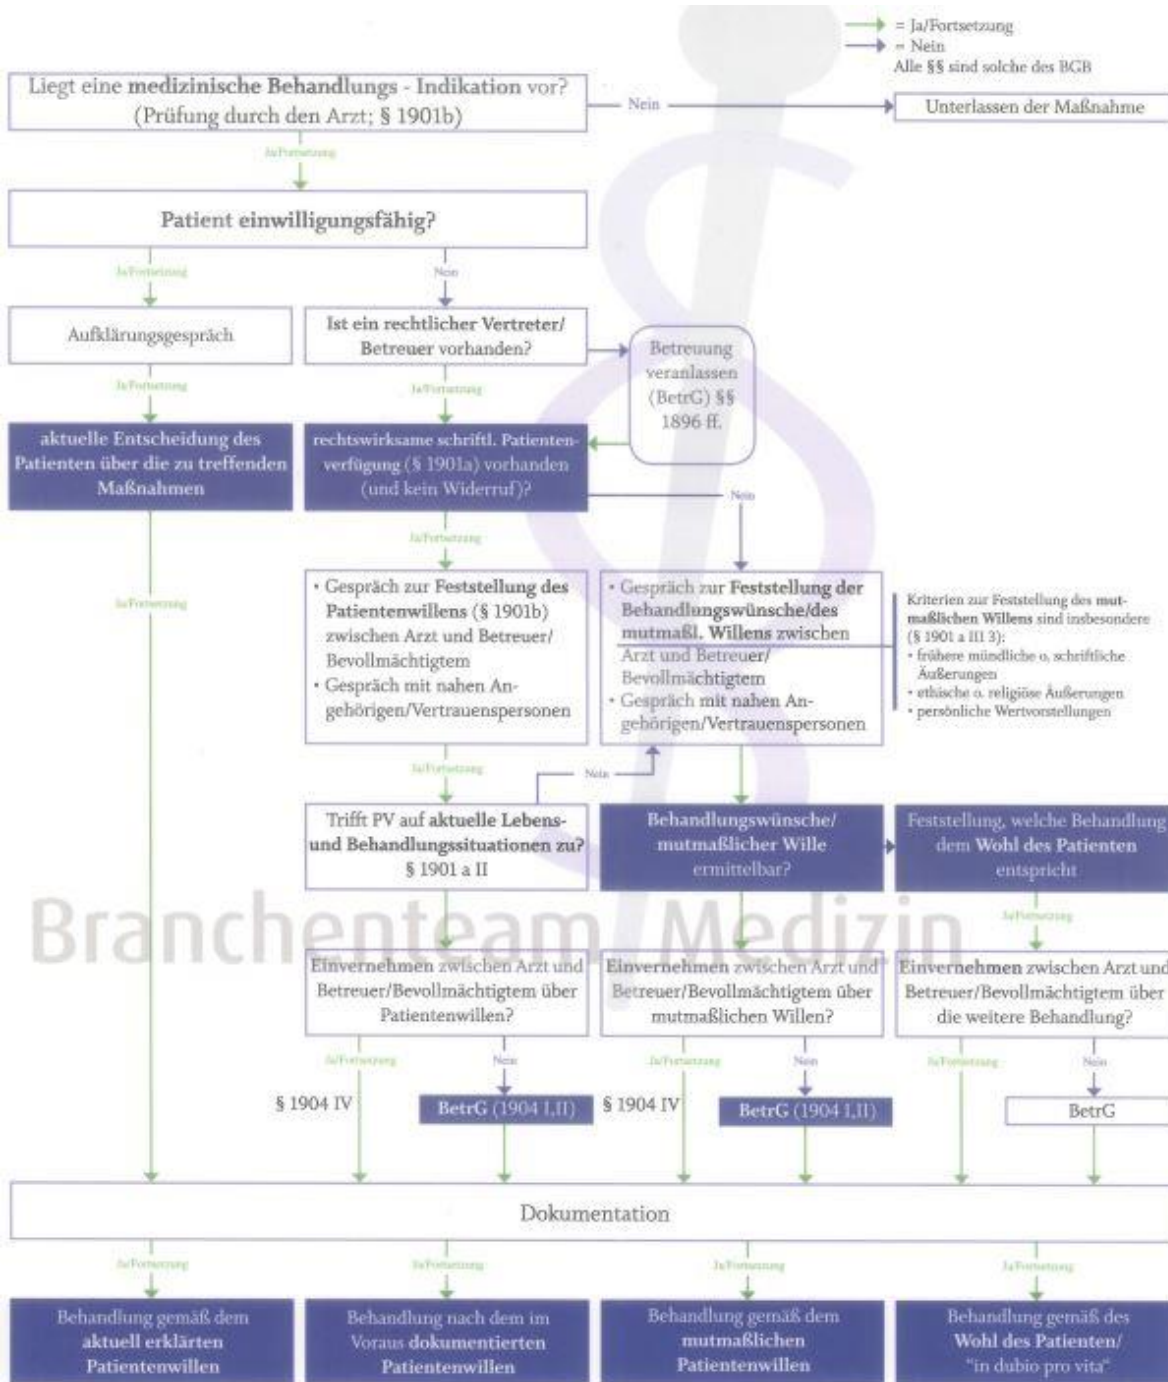 = Ja/Fortsetzung
= Nein
Alle §§ sind solche des BGB
Liegt eine medizinische Behandlungs - Indikation vor?
(Prüfung durch den Arzt; § 1901b)
Nein
Unterlassen der Maßnahme
Ja/Fortsetzung
Patient einwilligungsfähig?
Ja/Fortsetzung
Nein
Aufklärungsgespräch
Ist ein rechtlicher Vertreter/
Betreuer vorhanden?
Betreuung
veranlassen
(BetrG) §§
1896 ff.
Ja/Fortsetzung
Ja/Fortsetzung
aktuelle Entscheidung des
Patienten über die zu treffenden
Maßnahmen
rechtswirksame schriftl. Patienten-
verfügung (§ 1901a) vorhanden
(und kein Widerruf)?
Nein
Ja/Fortsetzung
Ja/Fortsetzung
• Gespräch zur Feststellung des
Patientenwillens (§ 1901b)
zwischen Arzt und Betreuer/
Bevollmächtigtem
• Gespräch mit nahen An-
gehörigen/Vertrauenspersonen
• Gespräch zur Feststellung der
Behandlungswünsche/des
mutmaßl. Willens zwischen
Arzt und Betreuer/
Bevollmächtigtem
• Gespräch mit nahen An-
gehörigen/Vertrauenspersonen
Kriterien zur Feststellung des mut-
maßlichen Willens sind insbesondere
(§ 1901 a III 3):
• frühere mündliche o. schriftliche
Äußerungen
• ethische o. religiöse Äußerungen
• persönliche Wertvorstellungen
Ja/Fortsetzung
Nein
Trifft PV auf aktuelle Lebens-
und Behandlungssituationen zu?
§ 1901 a II
Behandlungswünsche/
mutmaßlicher Wille
ermittelbar?
Feststellung, welche Behandlung
dem Wohl des Patienten
entspricht
Branchenteam Medizin
Ja/Fortsetzung
Einvernehmen zwischen Arzt und
Betreuer/Bevollmächtigtem über
Patientenwillen?
Einvernehmen zwischen Arzt und
Betreuer/Bevollmächtigtem über
mutmaßlichen Willen?
Einvernehmen zwischen Arzt und
Betreuer/Bevollmächtigtem über
die weitere Behandlung?
Ja/Fortsetzung
Nein
Ja/Fortsetzung
Nein
Ja/Fortsetzung
Nein
§ 1904 IV
BetrG (1904 I,II)
§ 1904 IV
BetrG (1904 I,II)
BetrG
Dokumentation
Ja/Fortsetzung
Ja/Fortsetzung
Ja/Fortsetzung
Ja/Fortsetzung
Behandlung gemäß dem
aktuell erklärten
Patientenwillen
Behandlung nach dem im
Voraus dokumentierten
Patientenwillen
Behandlung gemäß dem
mutmaßlichen
Patientenwillen
Behandlung gemäß des
Wohl des Patienten/
"in dubio pro vita"